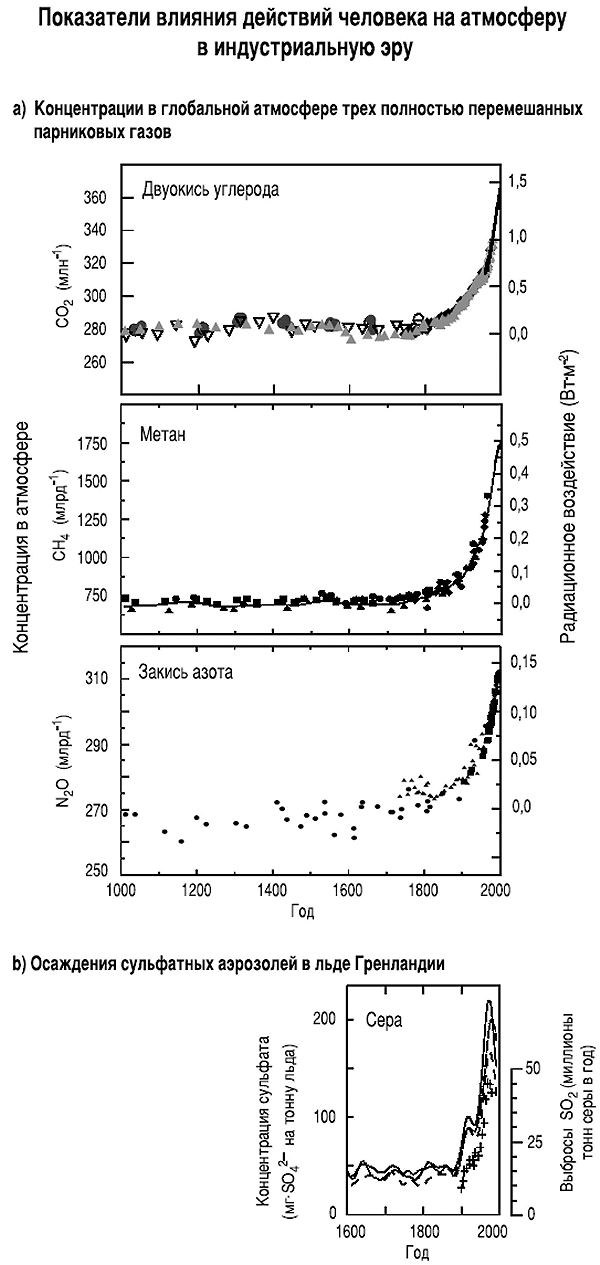 Показатели влияния действий человека на атмосферу
в индустриальную эру
a) Концентрации в глобальной атмосфере трех полностью перемешанных
парниковых газов
Двуокись углерода
360
340
320
300
280
260
CO₂ (млн⁻¹)
1,5
1,0
0,5
0,0
Метан
1750
1500
1250
1000
750
CH₄ (млрд⁻¹)
0,5
0,4
0,3
0,2
0,1
0,0
Концентрация в атмосфере
Радиационное воздействие (Вт·м⁻²)
Закись азота
310
290
270
250
N₂O (млрд⁻¹)
0,15
0,10
0,05
0,0
1000 1200 1400 1600 1800 2000
Год
b) Осаждения сульфатных аэрозолей в льде Гренландии
Сера
200
100
0
Концентрация сульфата
(мг·SO₄²⁻ на тонну льда)
50
25
0
Выбросы SO₂ (миллионы
тонн серы в год)
1600 1800 2000
Год